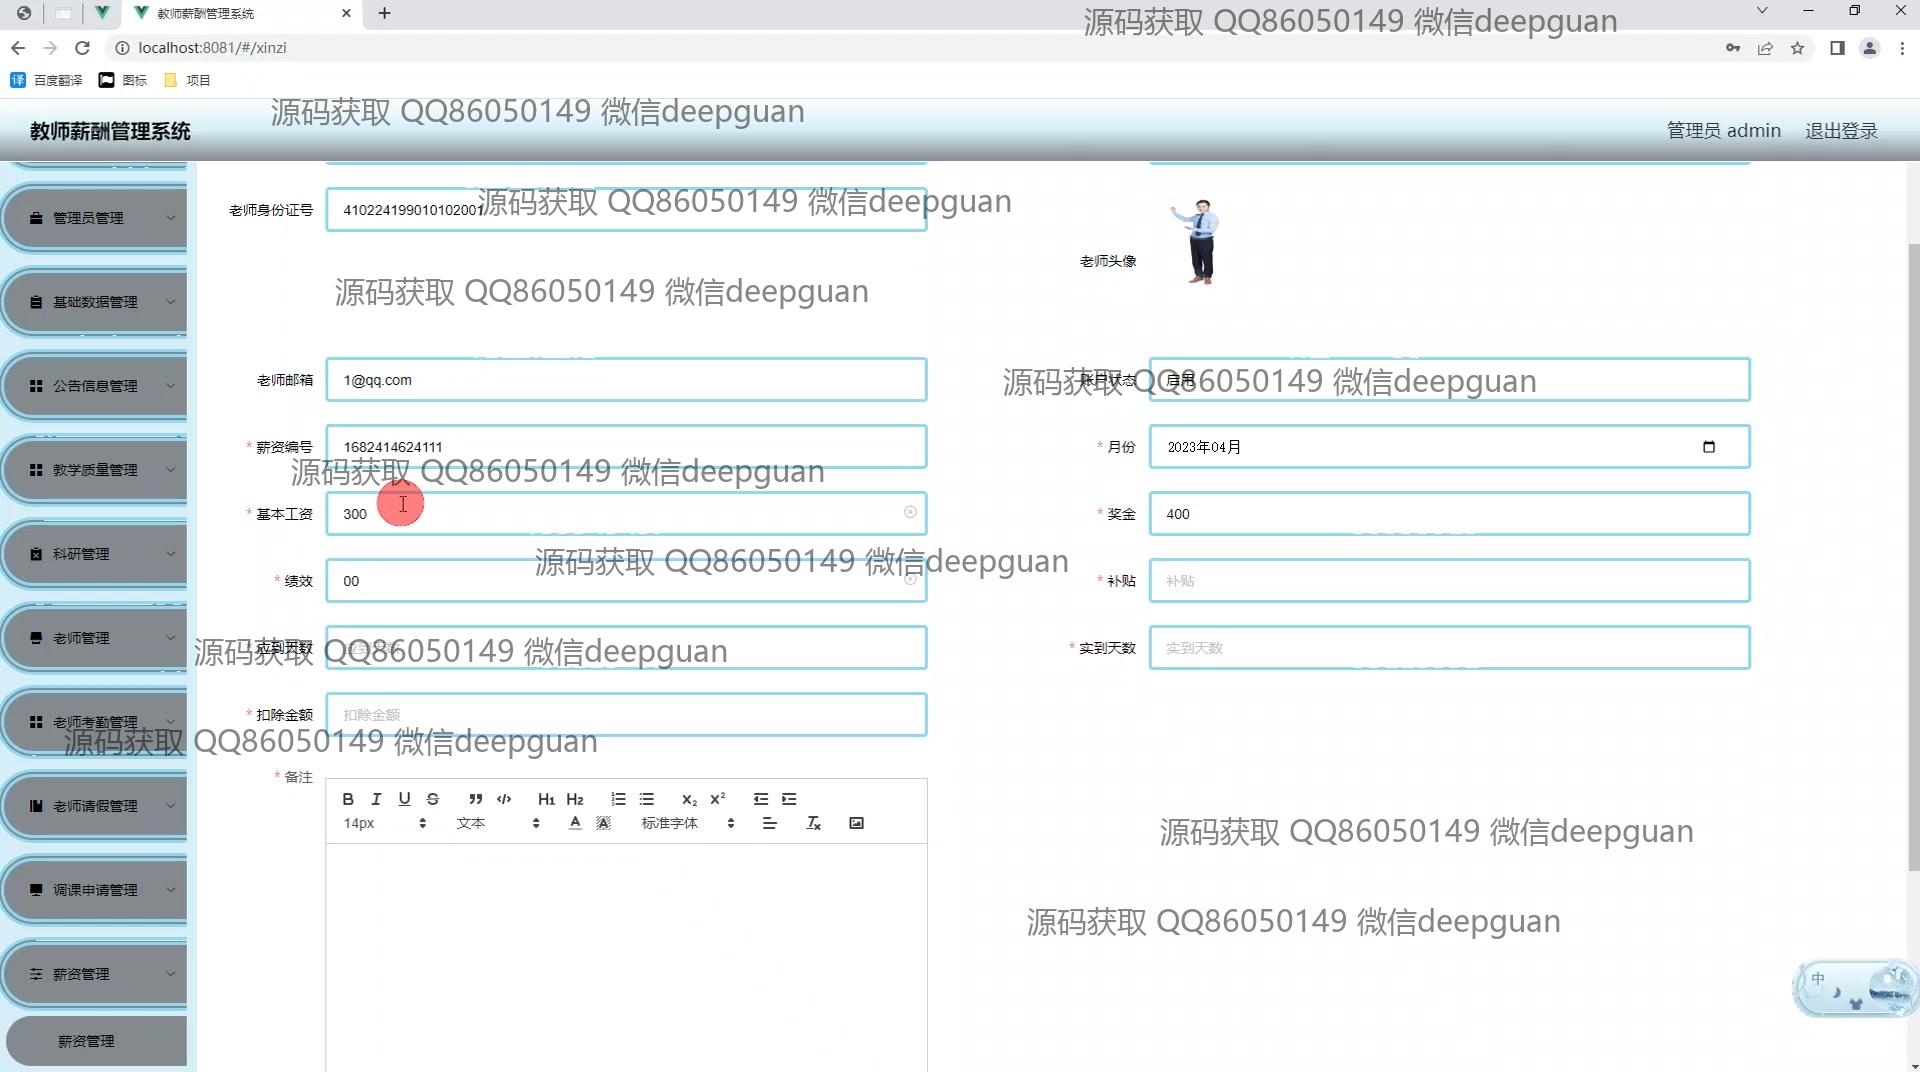 教师薪酬管理系统
源码获取 QQ86050149 微信deepguan
localhost:8081/#/xinzi
百度翻译 图标 项目
源码获取 QQ86050149 微信deepguan
教师薪酬管理系统
管理员 admin 退出登录
管理员管理
基础数据管理
公告信息管理
教学质量管理
科研管理
老师管理
老师考勤管理
老师请假管理
调课申请管理
薪资管理
薪资管理
老师身份证号 410224199010102001
源码获取 QQ86050149 微信deepguan
老师头像
源码获取 QQ86050149 微信deepguan
老师邮箱 1@qq.com
账户状态 启用
源码获取 QQ86050149 微信deepguan
* 薪资编号 1682414624111
* 月份 2023年04月
源码获取 QQ86050149 微信deepguan
* 基本工资 300
* 奖金 400
源码获取 QQ86050149 微信deepguan
* 绩效 00
* 补贴 补贴
* 应到天数 应到天数
* 实到天数 实到天数
源码获取 QQ86050149 微信deepguan
* 扣除金额 扣除金额
源码获取 QQ86050149 微信deepguan
* 备注
B I U S H1 H2 X2 X2
14px 文本 A A 标准字体 Tx
源码获取 QQ86050149 微信deepguan
源码获取 QQ86050149 微信deepguan
中